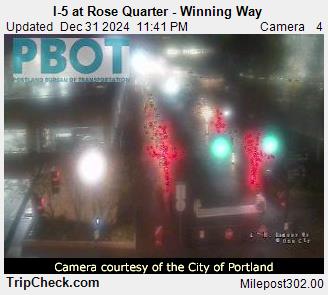 I-5 at Rose Quarter - Winning Way
Updated Dec 31 2024 11:41 PM Camera 4
PBOT
PORTLAND BUREAU OF TRANSPORTATION
Camera courtesy of the City of Portland
TripCheck.com Milepost302.00